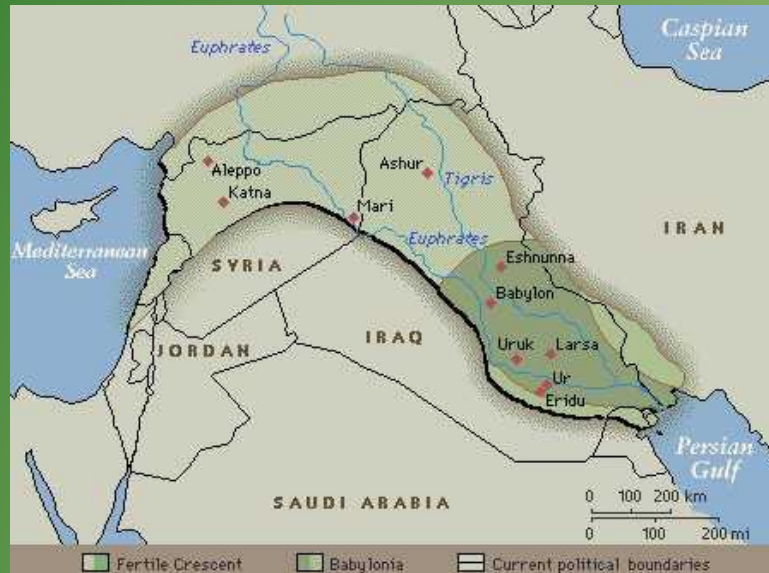 Euphrates
Caspian
Sea
Aleppo
Katna
Ashur
Tigris
Mari
Mediterranean
Sea
Euphrates
IRAN
SYRIA
Eshnunna
Babylon
JORDAN
IRAQ
Uruk
Larsa
Ur
Eridu
Persian
Gulf
SAUDI ARABIA
0 100 200 km
0 100 200 mi
Fertile Crescent
Babylonia
Current political boundaries